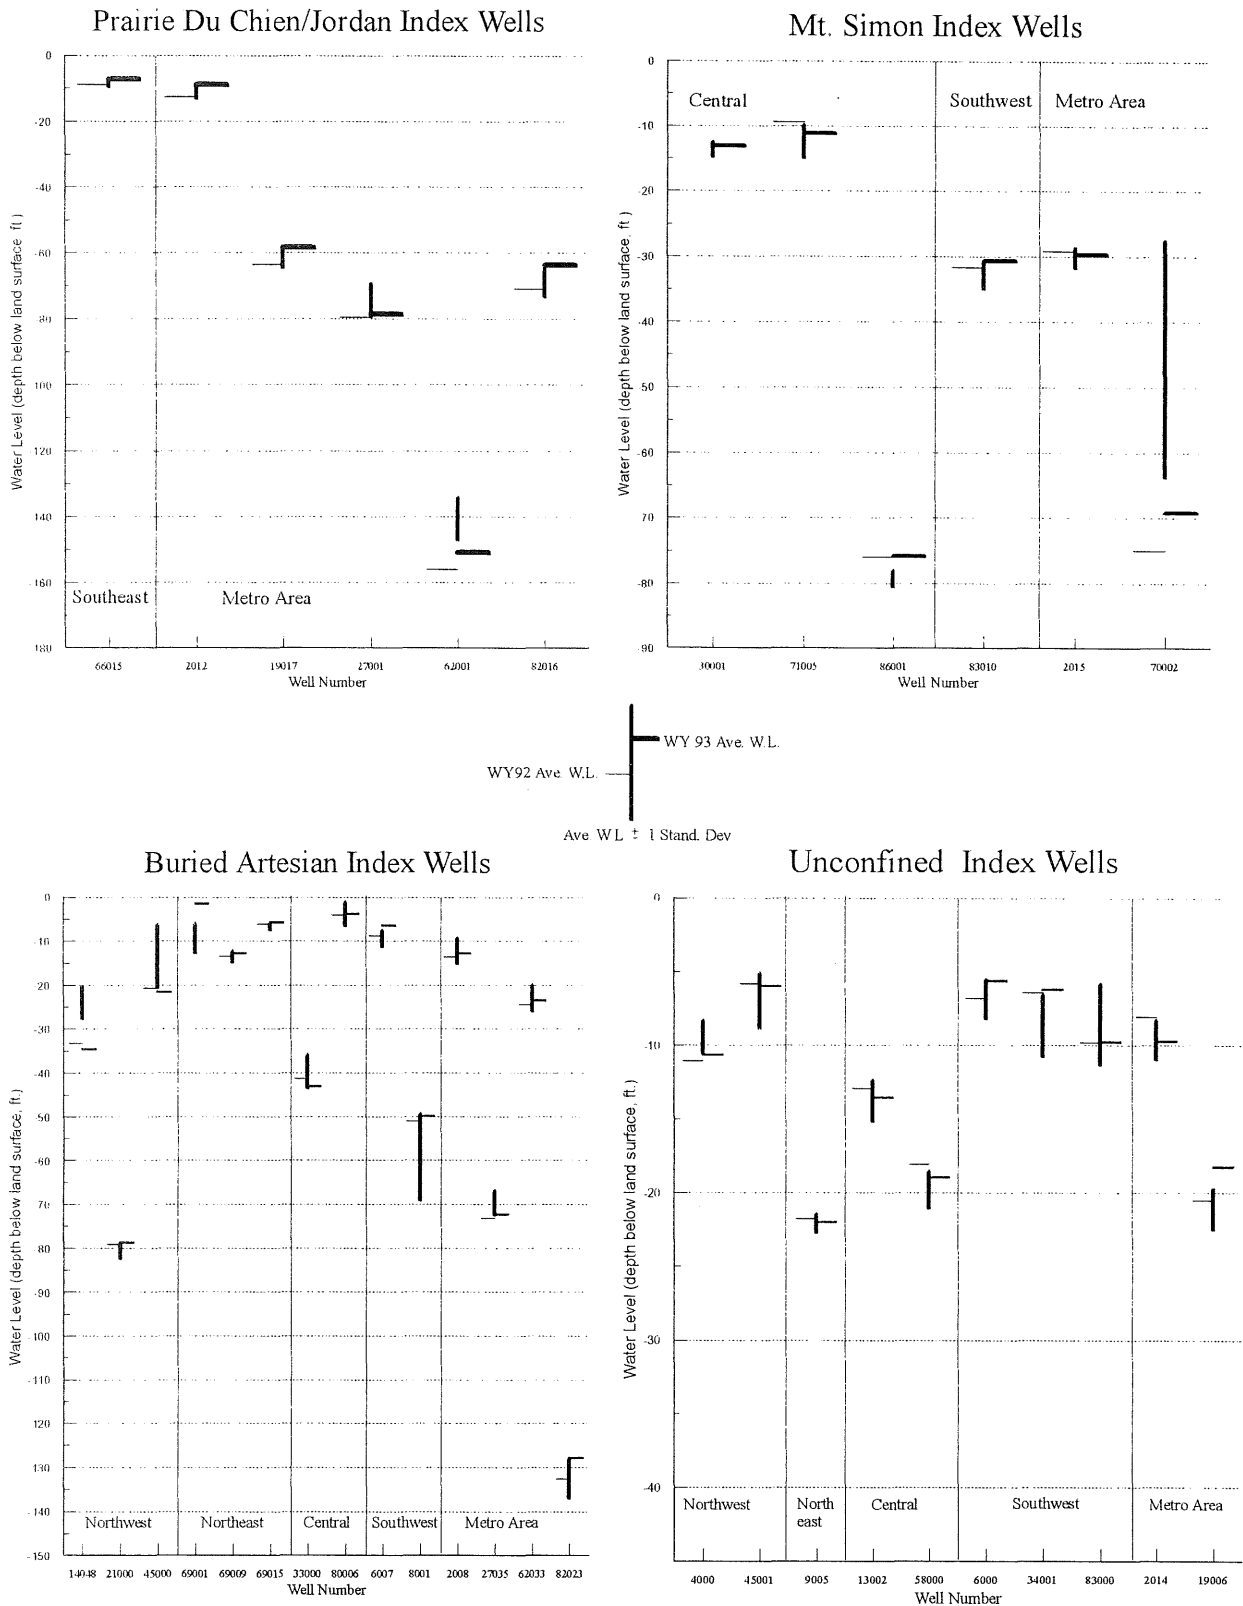 Prairie Du Chien/Jordan Index Wells
Water Level (depth below land surface, ft.)
0
-20
-40
-60
-80
100
-120
-140
-160
180
Southeast
Metro Area
66015 2012 19017 27001 62001 82016
Well Number
Mt. Simon Index Wells
Water Level (depth below land surface, ft.)
0
-10
-20
-30
-40
-50
-60
-70
-80
-90
Central
Southwest
Metro Area
30001 71005 86001 83010 2015 70002
Well Number
WY 93 Ave. W.L.
WY92 Ave. W.L.
Ave. W.L. ± 1 Stand. Dev
Buried Artesian Index Wells
Water Level (depth below land surface, ft.)
0
-10
-20
-30
-40
-50
-60
-70
-80
-90
-100
-110
-120
-130
-140
-150
Northwest
Northeast
Central
Southwest
Metro Area
14048 21000 45000 69001 69009 69015 33000 80006 6007 8001 2008 27035 62033 82023
Well Number
Unconfined Index Wells
Water Level (depth below land surface, ft.)
0
-10
-20
-30
-40
Northwest
North
east
Central
Southwest
Metro Area
4000 45001 9005 13002 58000 6000 34001 83000 2014 19006
Well Number